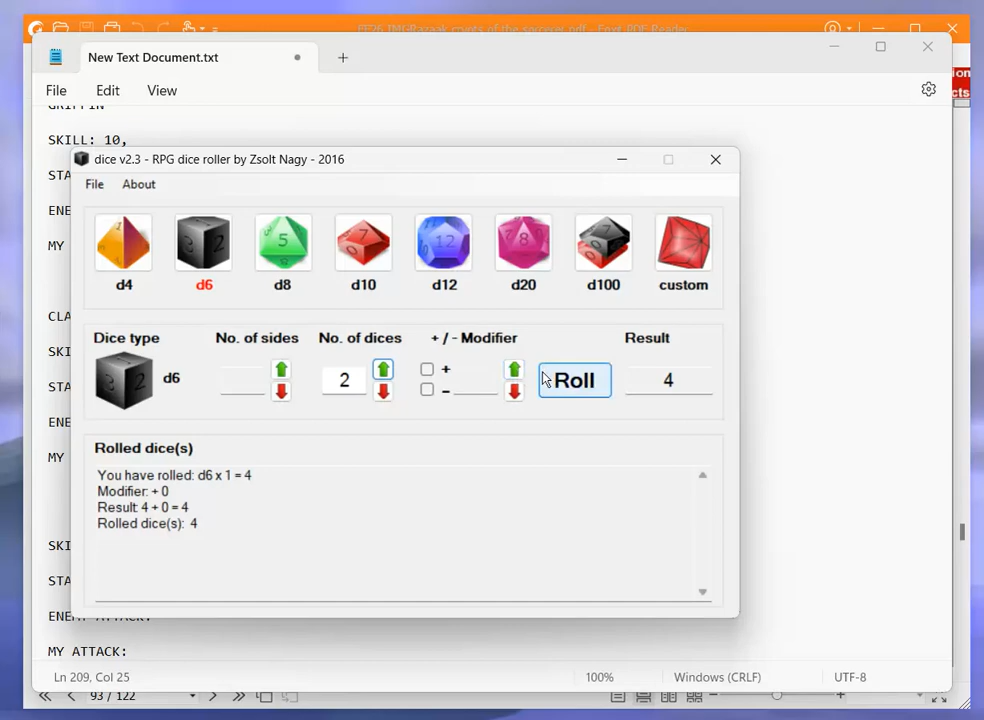 New Text Document.txt
File Edit View
SKILL: 10,
dice v2.3 - RPG dice roller by Zsolt Nagy - 2016
File About
d4 d6 d8 d10 d12 d20 d100 custom
Dice type No. of sides No. of dices + / - Modifier Result
d6 2 + - Roll 4
Rolled dice(s)
You have rolled: d6 x 1 = 4
Modifier: + 0
Result: 4 + 0 = 4
Rolled dice(s): 4
MY
CLA
SKI
STA
ENE
MY
SKI
STA
MY ATTACK:
Ln 209, Col 25 100% Windows (CRLF) UTF-8
93 / 122